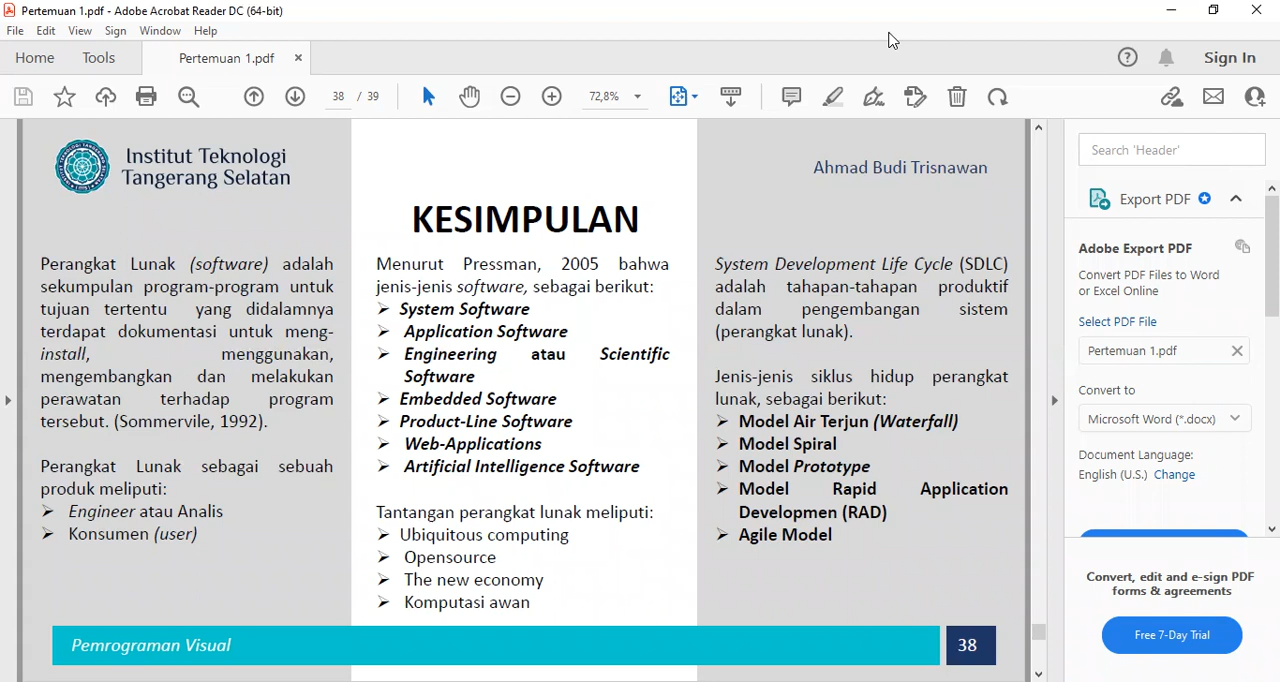 Pertemuan 1.pdf - Adobe Acrobat Reader DC (64-bit)
File Edit View Sign Window Help
Home Tools Pertemuan 1.pdf × Sign In
38 / 39 72,8%
Institut Teknologi
Tangerang Selatan
Ahmad Budi Trisnawan
KESIMPULAN
Perangkat Lunak (software) adalah
sekumpulan program-program untuk
tujuan tertentu yang didalamnya
terdapat dokumentasi untuk meng-
install, menggunakan,
mengembangkan dan melakukan
perawatan terhadap program
tersebut. (Sommervile, 1992).
Perangkat Lunak sebagai sebuah
produk meliputi:
➢ Engineer atau Analis
➢ Konsumen (user)
Menurut Pressman, 2005 bahwa
jenis-jenis software, sebagai berikut:
➢ System Software
➢ Application Software
➢ Engineering atau Scientific
Software
➢ Embedded Software
➢ Product-Line Software
➢ Web-Applications
➢ Artificial Intelligence Software
Tantangan perangkat lunak meliputi:
➢ Ubiquitous computing
➢ Opensource
➢ The new economy
➢ Komputasi awan
System Development Life Cycle (SDLC)
adalah tahapan-tahapan produktif
dalam pengembangan sistem
(perangkat lunak).
Jenis-jenis siklus hidup perangkat
lunak, sebagai berikut:
➢ Model Air Terjun (Waterfall)
➢ Model Spiral
➢ Model Prototype
➢ Model Rapid Application
Developmen (RAD)
➢ Agile Model
Pemrograman Visual
38
Search 'Header'
Export PDF
Adobe Export PDF
Convert PDF Files to Word
or Excel Online
Select PDF File
Pertemuan 1.pdf
Convert to
Microsoft Word (*.docx)
Document Language:
English (U.S.) Change
Convert, edit and e-sign PDF
forms & agreements
Free 7-Day Trial